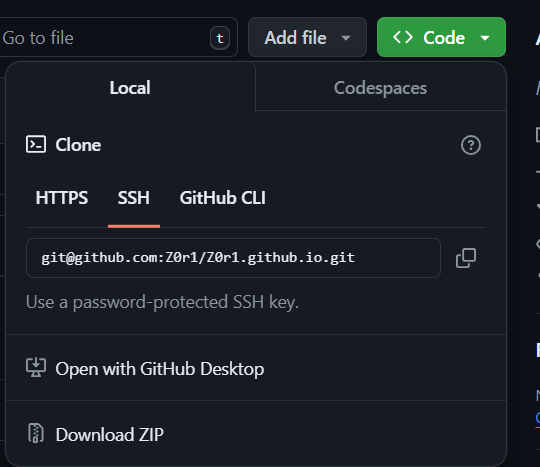 Go to file
t
Add file
Code
Local
Codespaces
Clone
HTTPS
SSH
GitHub CLI
git@github.com:Z0r1/Z0r1.github.io.git
Use a password-protected SSH key.
Open with GitHub Desktop
Download ZIP